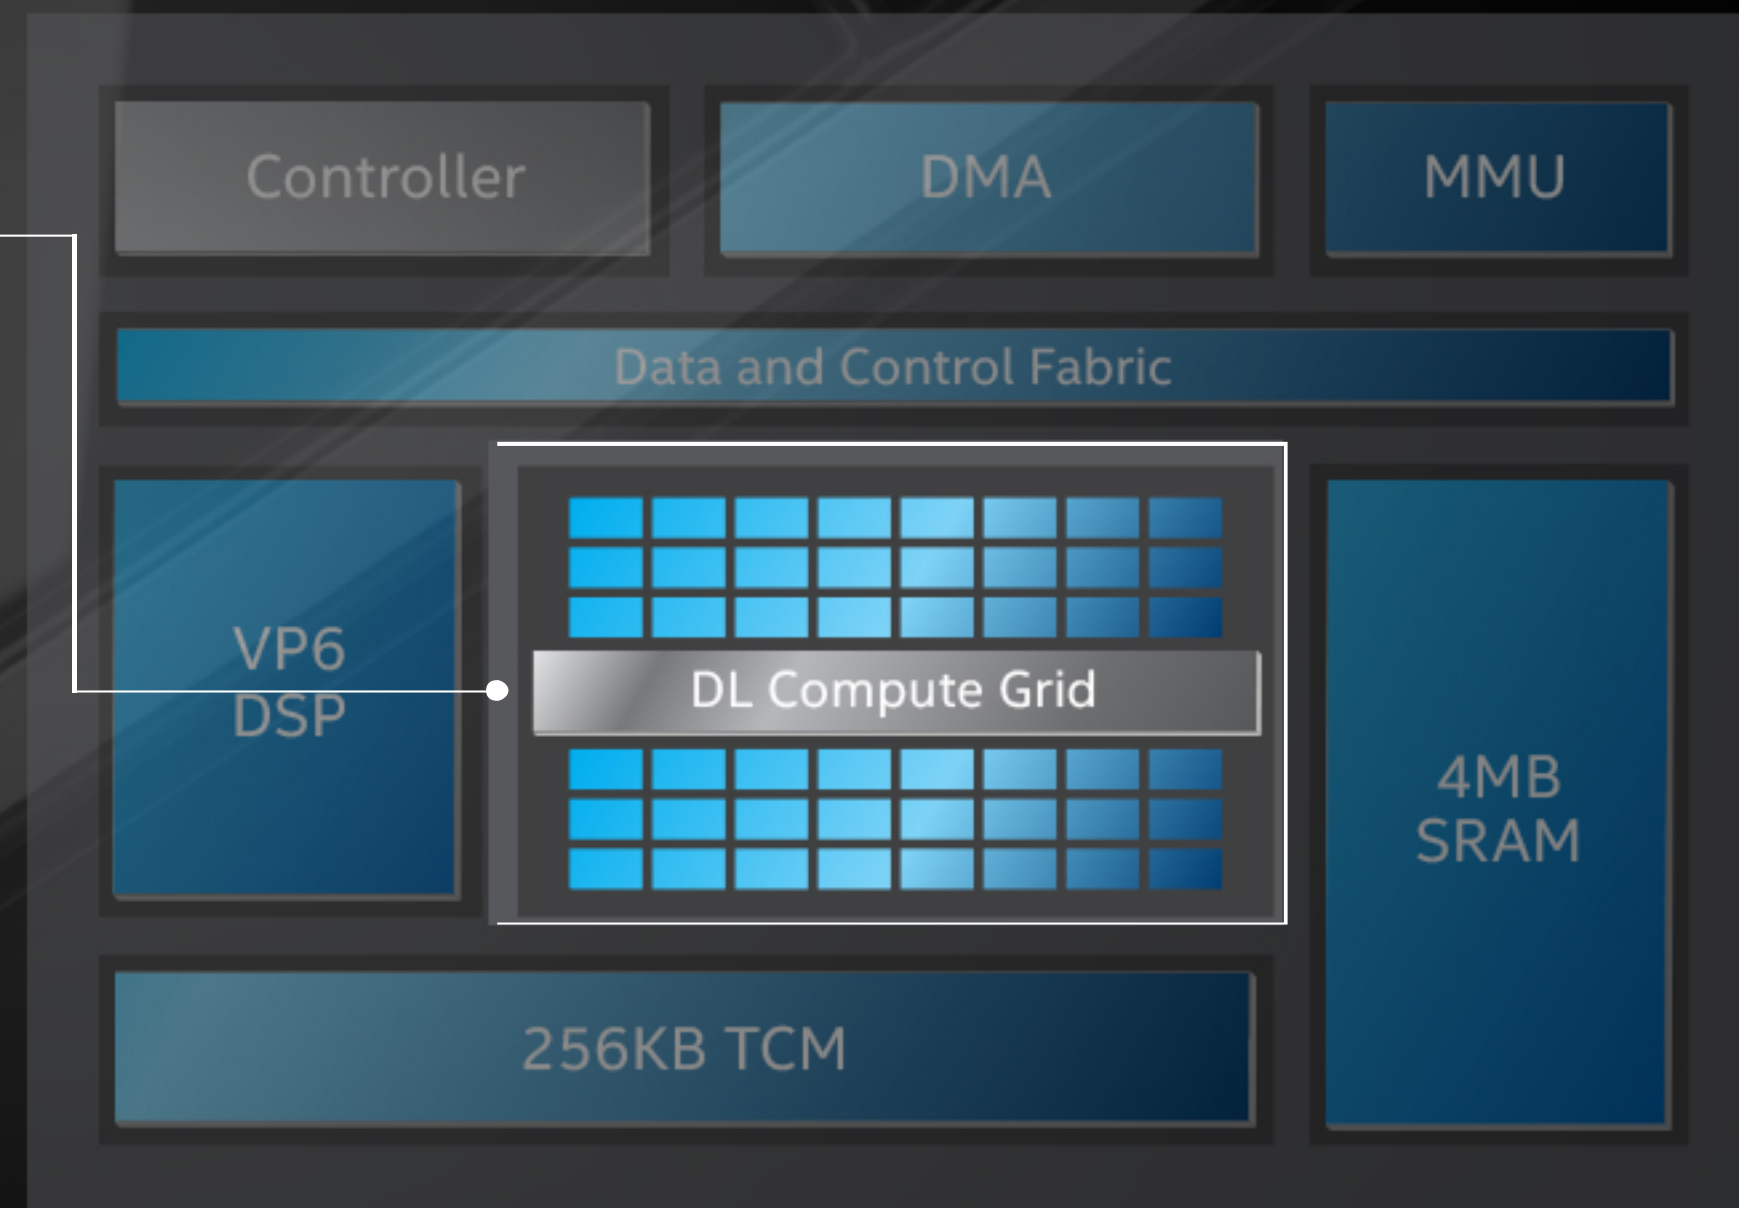 Controller
DMA
MMU
Data and Control Fabric
VP6
DSP
DL Compute Grid
4MB
SRAM
256KB TCM